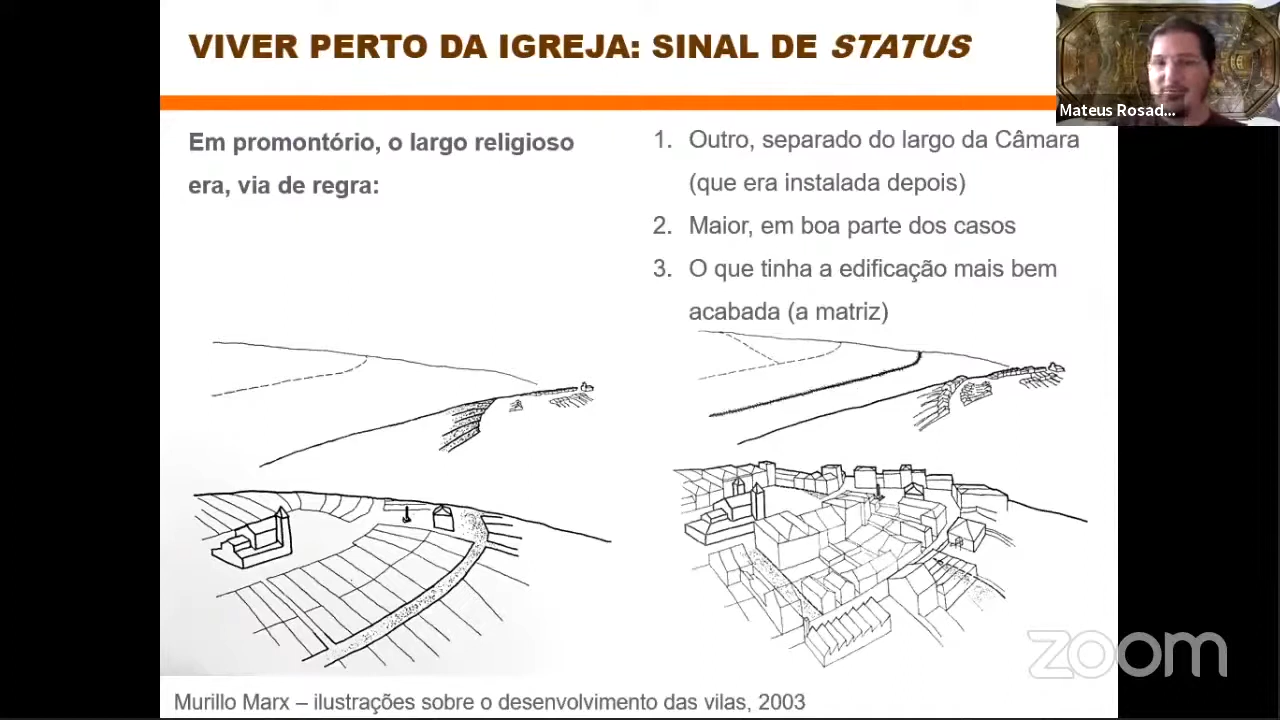 VIVER PERTO DA IGREJA: SINAL DE STATUS
Mateus Rosad...
Em promontório, o largo religioso
era, via de regra:
1. Outro, separado do largo da Câmara
(que era instalada depois)
2. Maior, em boa parte dos casos
3. O que tinha a edificação mais bem
acabada (a matriz)
zoom
Murillo Marx – ilustrações sobre o desenvolvimento das vilas, 2003